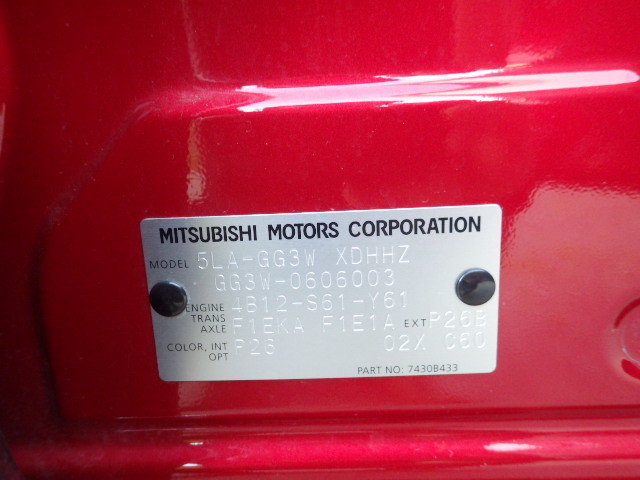 MITSUBISHI MOTORS CORPORATION
MODEL 5LA-GG3W XDHHZ
GG3W-0606003
ENGINE 4B12-S61-Y61
TRANS AXLE F1EKA F1E1A EXT P26B
COLOR, INT OPT P26 02X C60
PART NO: 7430B433